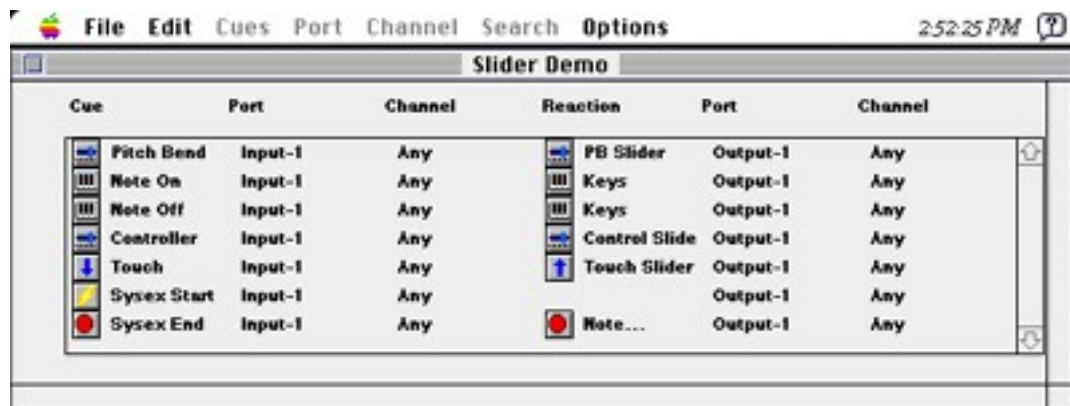 File Edit Cues Port Channel Search Options 2:52:25 PM ?
Slider Demo
Cue Port Channel Reaction Port Channel
Pitch Bend Input-1 Any PB Slider Output-1 Any
Note On Input-1 Any Keys Output-1 Any
Note Off Input-1 Any Keys Output-1 Any
Controller Input-1 Any Control Slide Output-1 Any
Touch Input-1 Any Touch Slider Output-1 Any
Sysex Start Input-1 Any Output-1 Any
Sysex End Input-1 Any Note... Output-1 Any